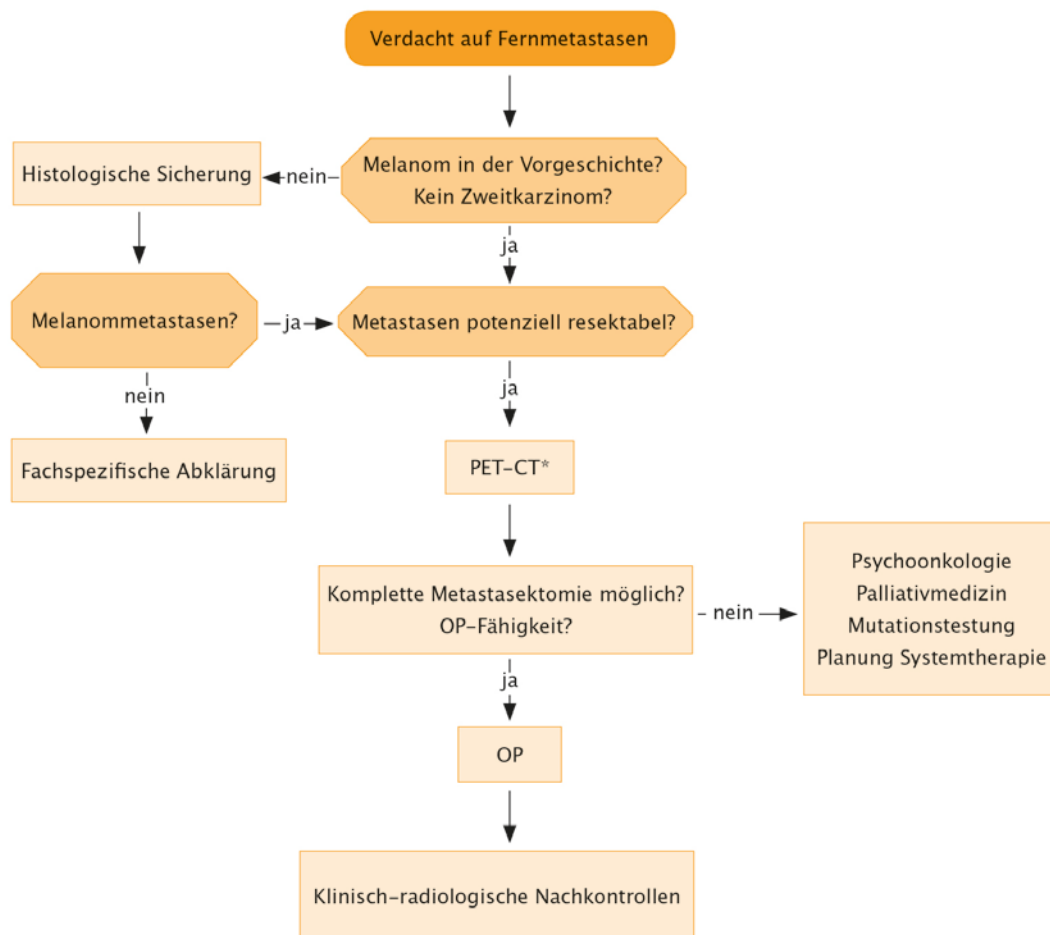 Verdacht auf Fernmetastasen
Melanom in der Vorgeschichte?
Kein Zweitkarzinom?
nein
Histologische Sicherung
ja
Melanommetastasen?
ja
Metastasen potenziell resektabel?
nein
ja
Fachspezifische Abklärung
PET-CT*
Komplette Metastasektomie möglich?
OP-Fähigkeit?
nein
Psychoonkologie
Palliativmedizin
Mutationstestung
Planung Systemtherapie
ja
OP
Klinisch-radiologische Nachkontrollen